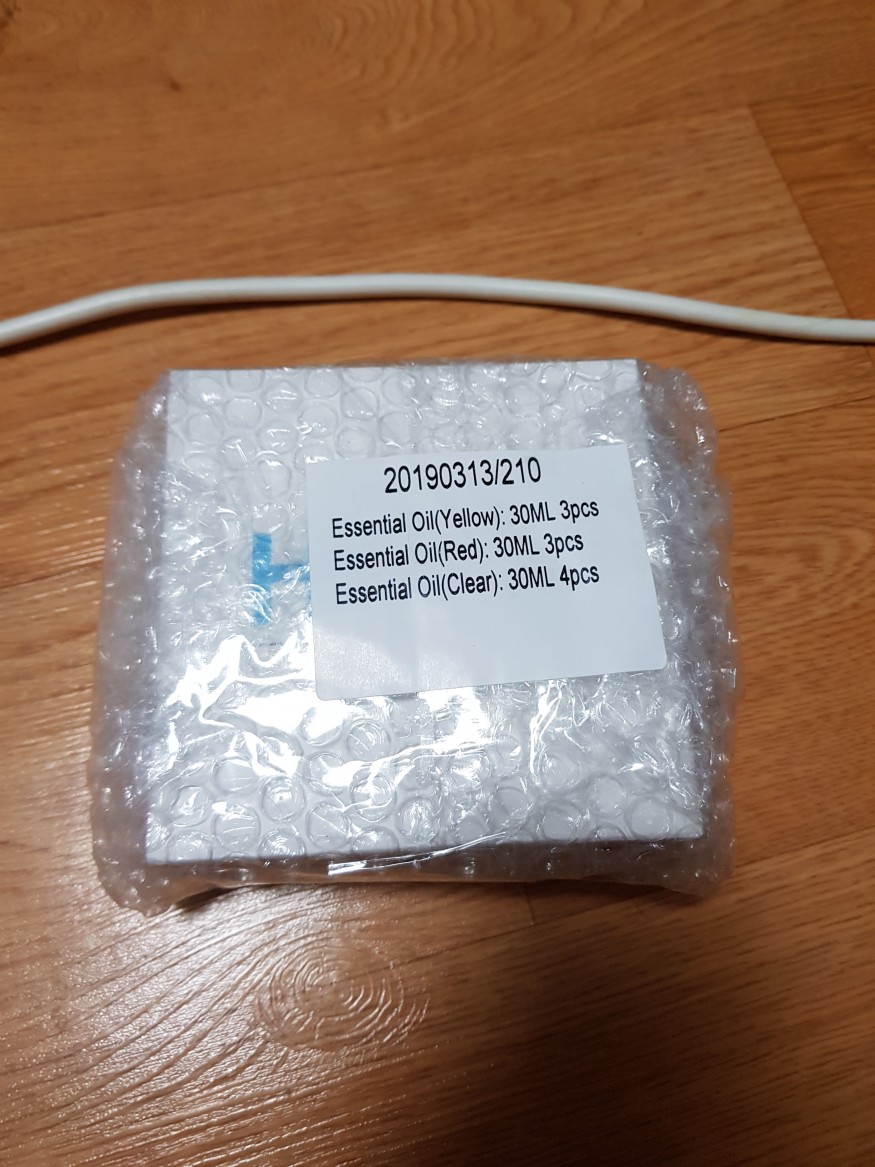 20190313/210
Essential Oil(Yellow): 30ML 3pcs
Essential Oil(Red): 30ML 3pcs
Essential Oil(Clear): 30ML 4pcs